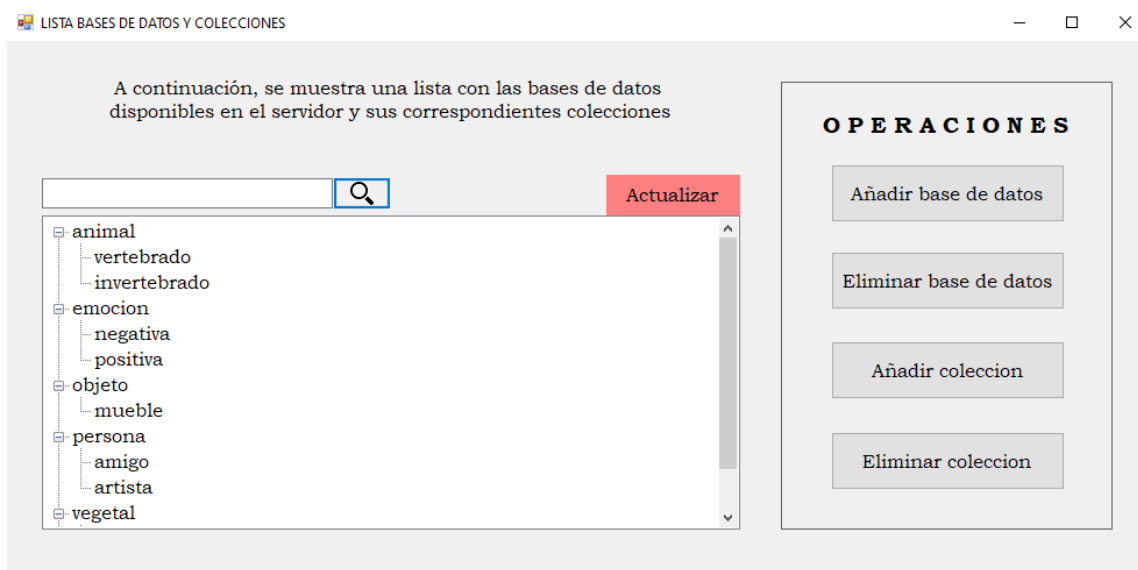 LISTA BASES DE DATOS Y COLECCIONES
A continuación, se muestra una lista con las bases de datos
disponibles en el servidor y sus correspondientes colecciones
Actualizar
animal
vertebrado
invertebrado
emocion
negativa
positiva
objeto
mueble
persona
amigo
artista
vegetal
OPERACIONES
Añadir base de datos
Eliminar base de datos
Añadir coleccion
Eliminar coleccion